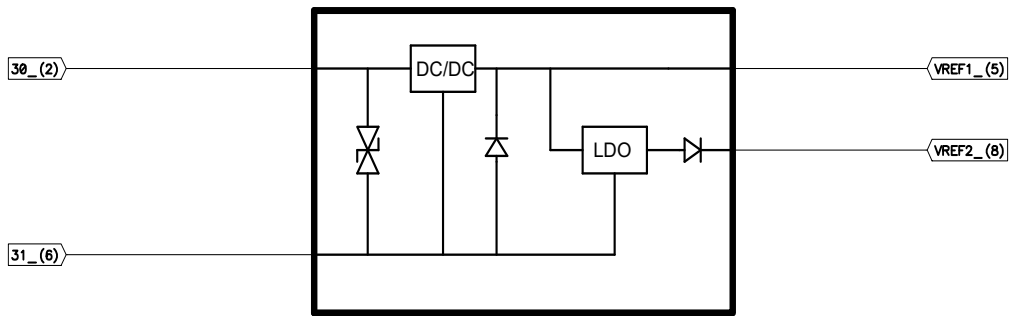 30_(2)
DC/DC
VREF1_(5)
LDO
VREF2_(8)
31_(6)